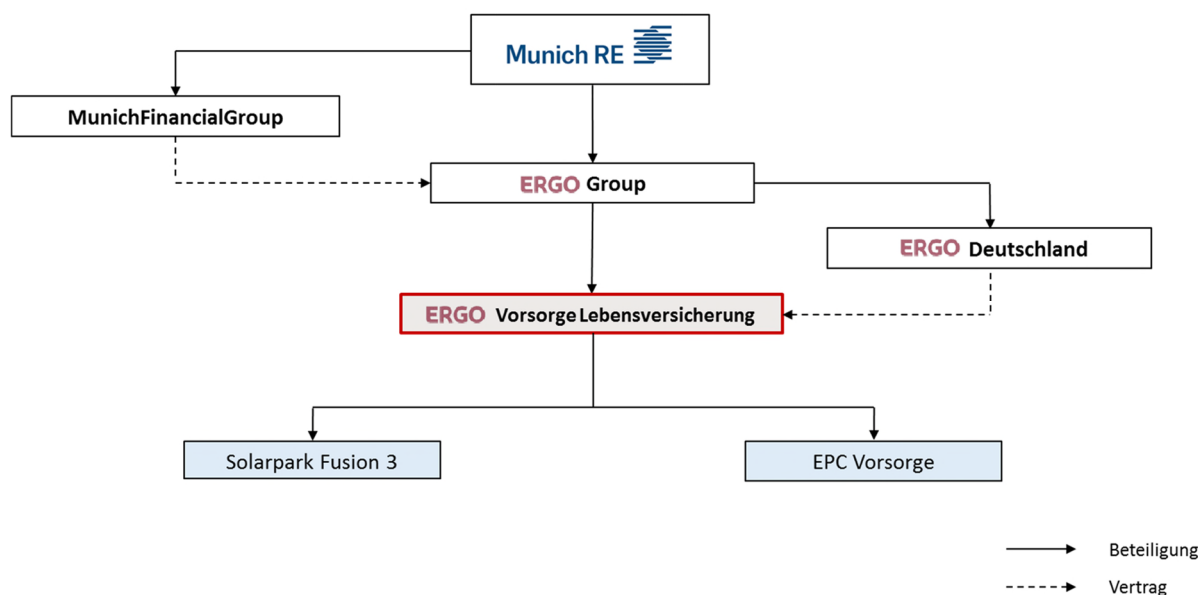 Munich RE
MunichFinancialGroup
ERGO Group
ERGO Deutschland
ERGO Vorsorge Lebensversicherung
Solarpark Fusion 3
EPC Vorsorge
Beteiligung
Vertrag